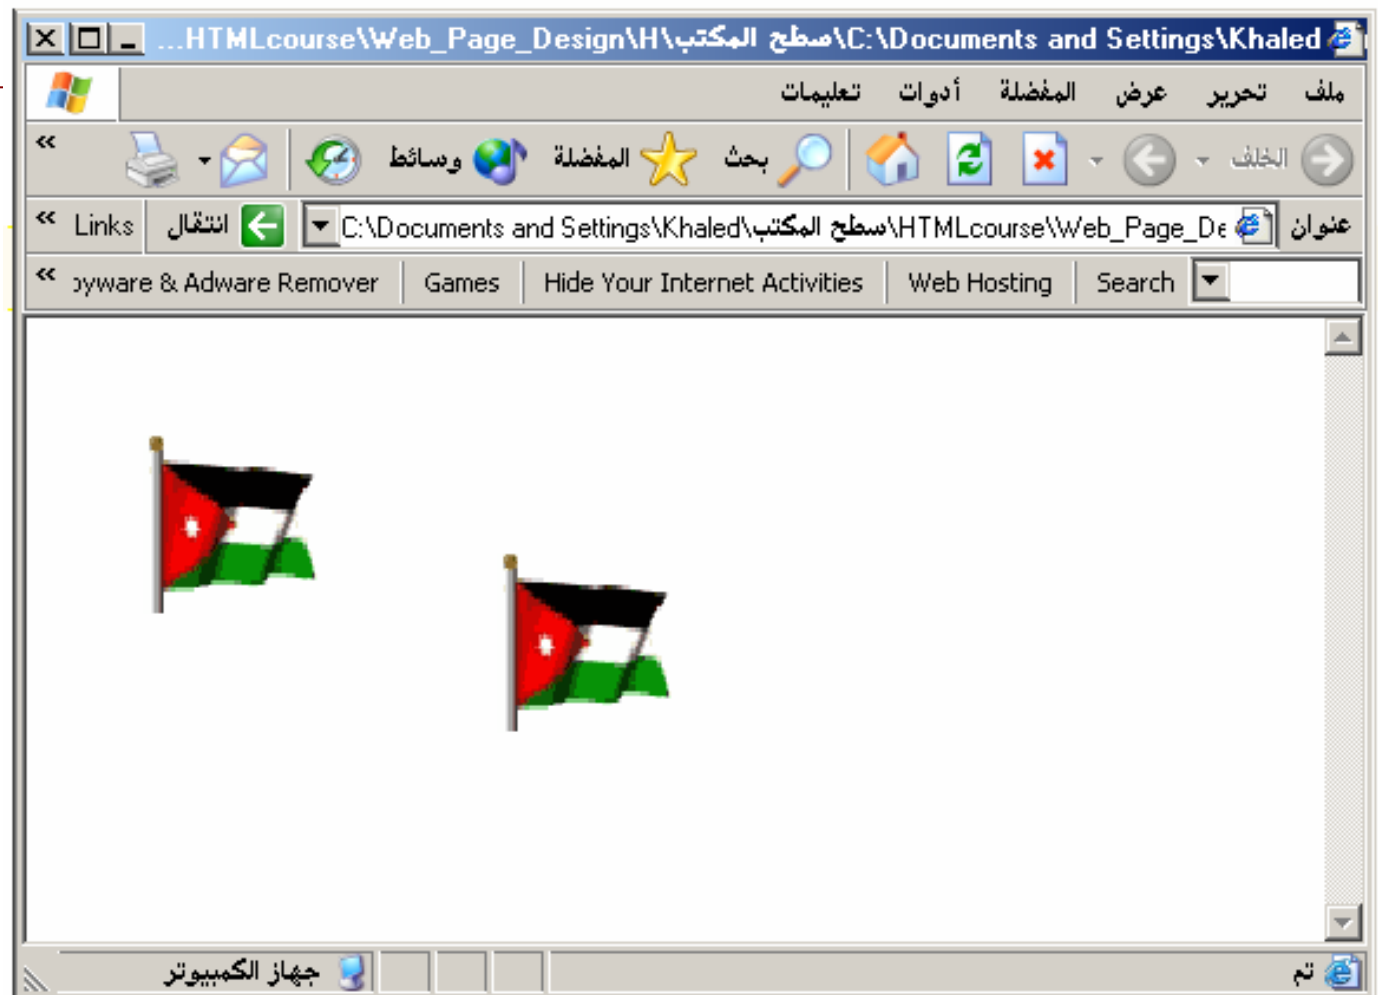 C:\Documents and Settings\Khaled\سطح المكتب\HTMLcourse\Web_Page_Design\H...
ملف تحرير عرض المفضلة أدوات تعليمات
الخلف بحث المفضلة وسائط »
عنوان C:\Documents and Settings\Khaled\سطح المكتب\HTMLcourse\Web_Page_De انتقال Links »
Search Web Hosting Hide Your Internet Activities Games pyware & Adware Remover »
تم جهاز الكمبيوتر